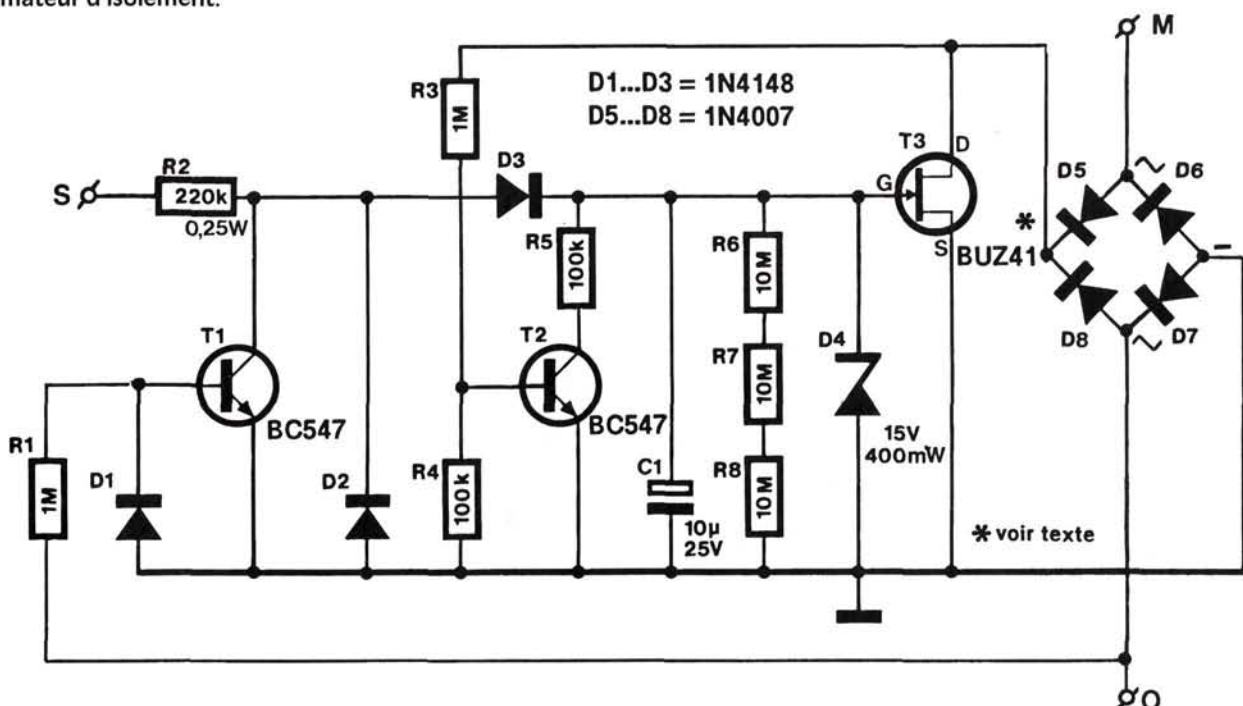 mateur d'isolement.
M
D1...D3 = 1N4148
D5...D8 = 1N4007
R3
1M
T3
D
D3
D5
D6
R2
S
220k
0,25W
G
R5
100k
R6
10M
S
BUZ41
*
~
–
T1
T2
R7
10M
D4
D8
~
D7
BC547
BC547
15V
400mW
R1
1M
D1
D2
R4
100k
C1
10µ
25V
R8
10M
* voir texte
O